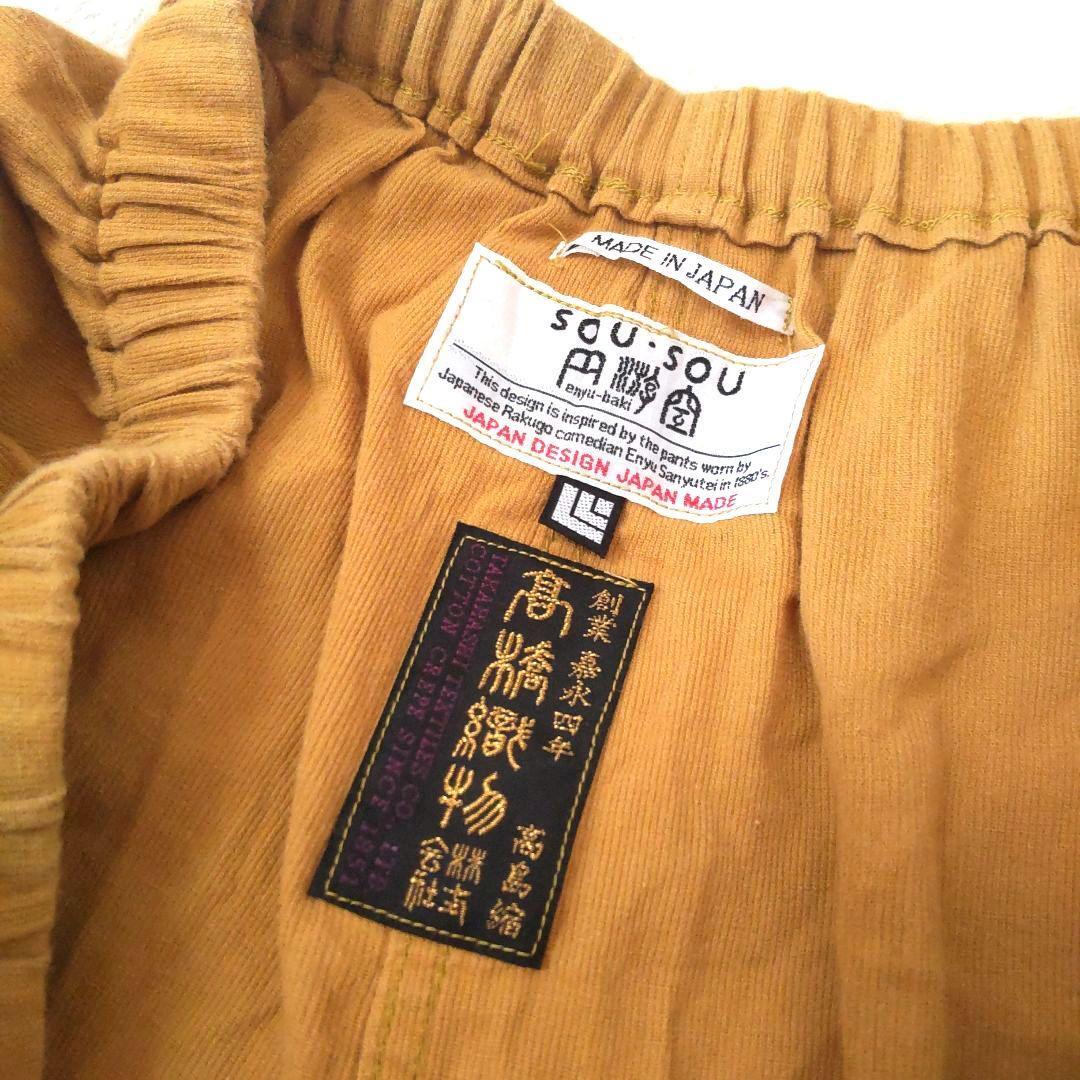 MADE IN JAPAN
SOU・SOU
円遊穿
enyu-baki
This design is inspired by the pants worn by
Japanese Rakugo comedian Enyu Sanyutei in 1880's.
JAPAN DESIGN JAPAN MADE
L
創業 嘉永四年
髙橋織物
株式
会社
高島縮
TAKAHASHI TEXTILES CO., LTD
COTTON CREPE SINCE 1851